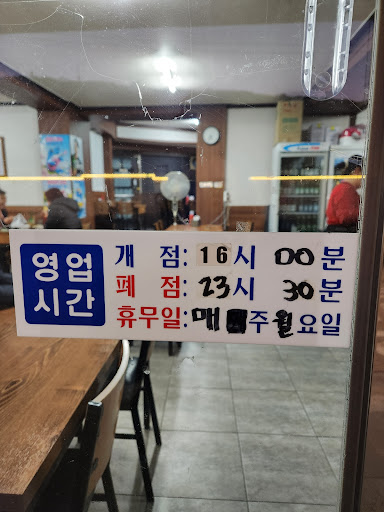 영업
시간
개 점: 16시 00분
폐 점: 23시 30분
휴무일: 매 주 월요일